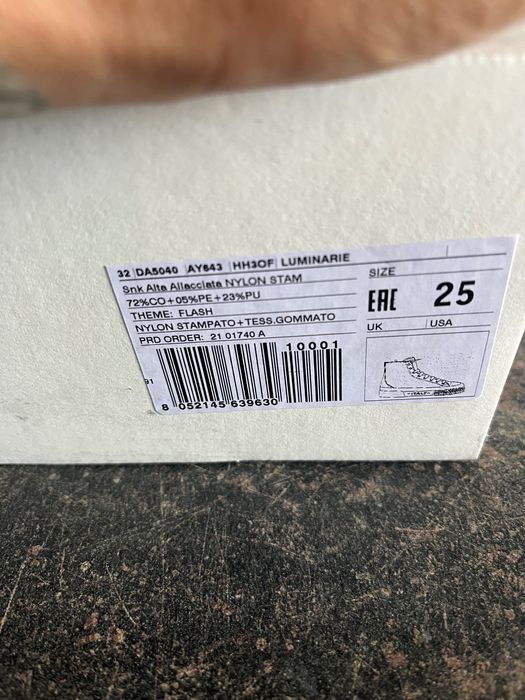 32 DA5040 AY643 HH3OF LUMINARIE
Snk Alta Allacciata NYLON STAM
72%CO+05%PE+23%PU
THEME: FLASH
NYLON STAMPATO+TESS.GOMMATO
PRD ORDER: 21 01740 A
10001
91
8 052145 639630
SIZE
EAC 25
UK USA